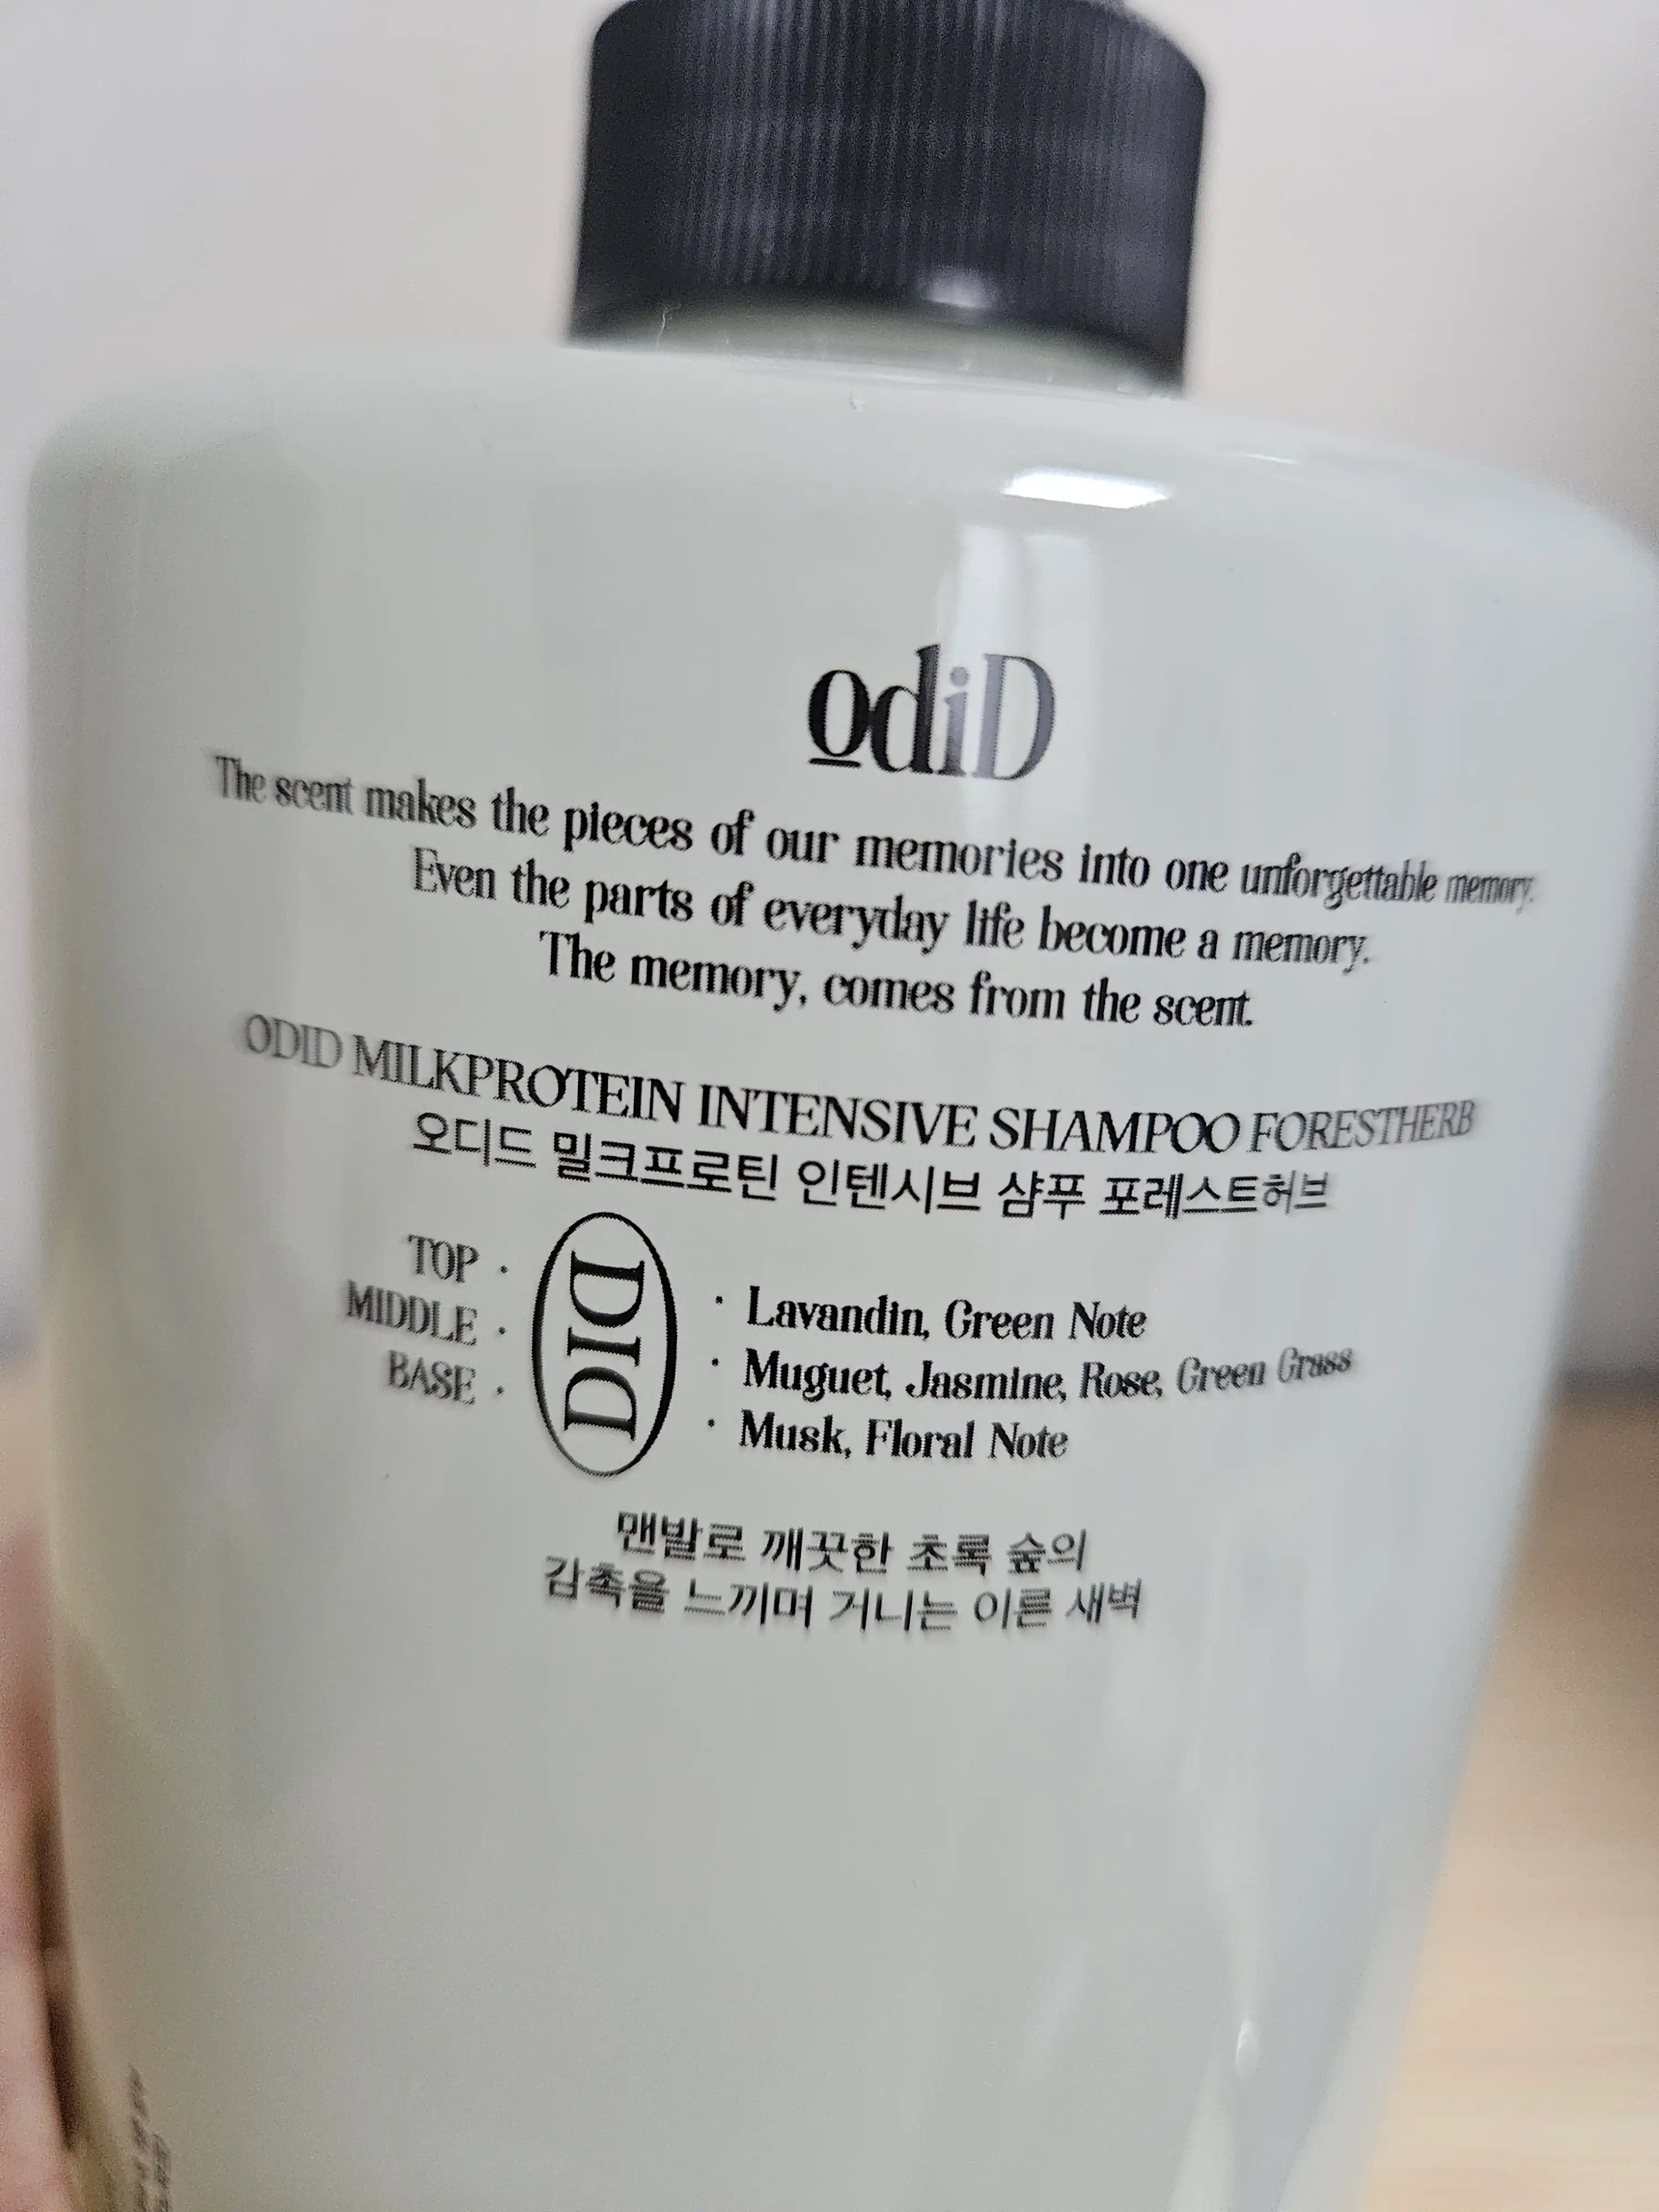 odiD
The scent makes the pieces of our memories into one unforgettable memory.
Even the parts of everyday life become a memory.
The memory, comes from the scent.
ODID MILKPROTEIN INTENSIVE SHAMPOO FORESTHERB
오디드 밀크프로틴 인텐시브 샴푸 포레스트허브
TOP · · Lavandin, Green Note
MIDDLE · · Muguet, Jasmine, Rose, Green Grass
BASE · · Musk, Floral Note
DID
맨발로 깨끗한 초록 숲의
감촉을 느끼며 거니는 이른 새벽